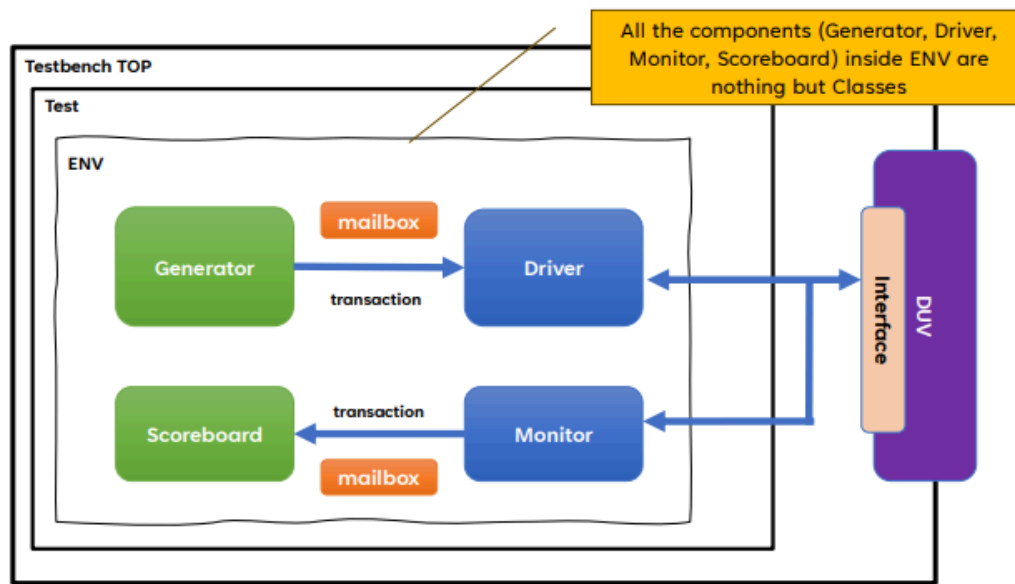 All the components (Generator, Driver,
Monitor, Scoreboard) inside ENV are
nothing but Classes
Testbench TOP
Test
ENV
mailbox
Generator
Driver
transaction
Interface
DUV
transaction
Scoreboard
Monitor
mailbox